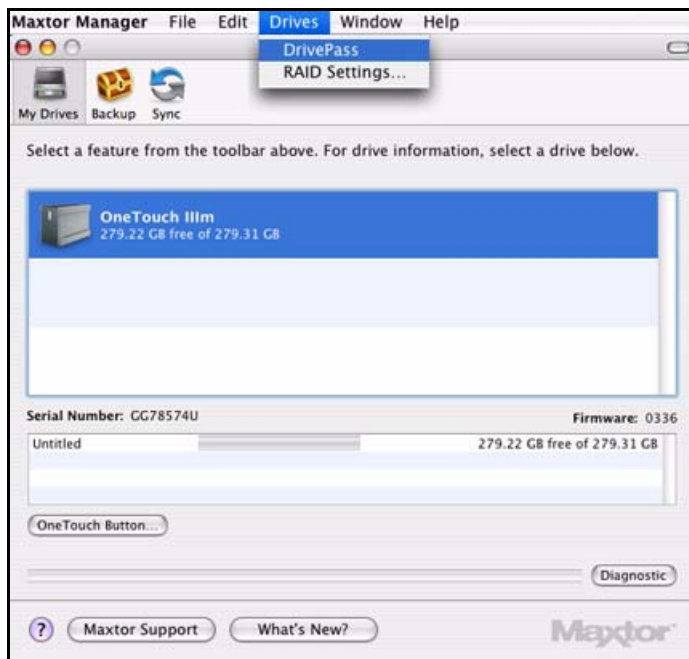 Maxtor Manager File Edit Drives Window Help
DrivePass
RAID Settings...
My Drives Backup Sync
Select a feature from the toolbar above. For drive information, select a drive below.
OneTouch IIIm
279.22 GB free of 279.31 GB
Serial Number: GG78574U Firmware: 0336
Untitled 279.22 GB free of 279.31 GB
OneTouch Button...
Diagnostic
? Maxtor Support What's New? Maxtor